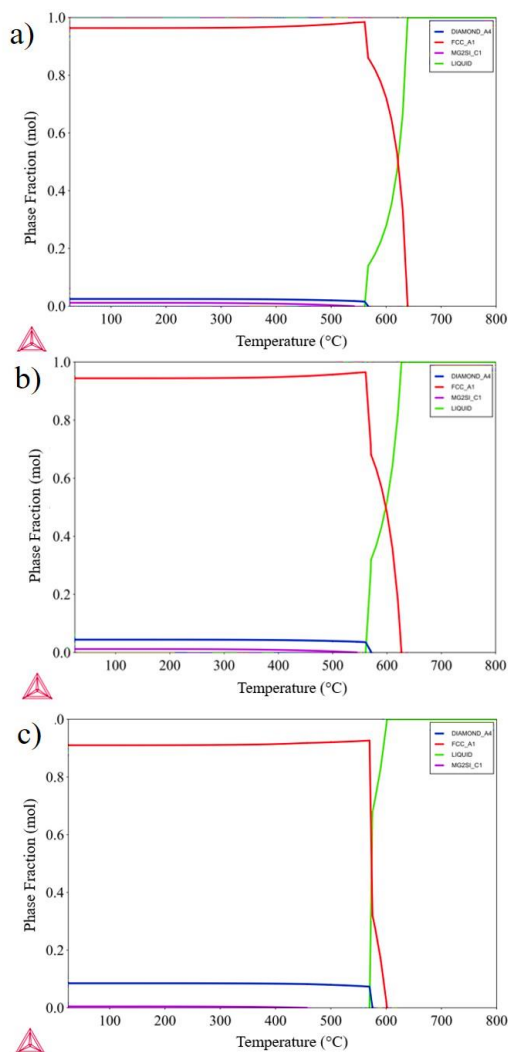 a)
1.0
0.8
0.6
0.4
0.2
0.0
Phase Fraction (mol)
DIAMOND_A4
FCC_A1
MG2SI_C1
LIQUID
100 200 300 400 500 600 700 800
Temperature (°C)
b)
1.0
0.8
0.6
0.4
0.2
0.0
Phase Fraction (mol)
DIAMOND_A4
FCC_A1
MG2SI_C1
LIQUID
100 200 300 400 500 600 700 800
Temperature (°C)
c)
.0
0.8
0.6
0.4
0.2
0.0
Phase Fraction (mol)
DIAMOND_A4
FCC_A1
LIQUID
MG2SI_C1
100 200 300 400 500 600 700 800
Temperature (°C)